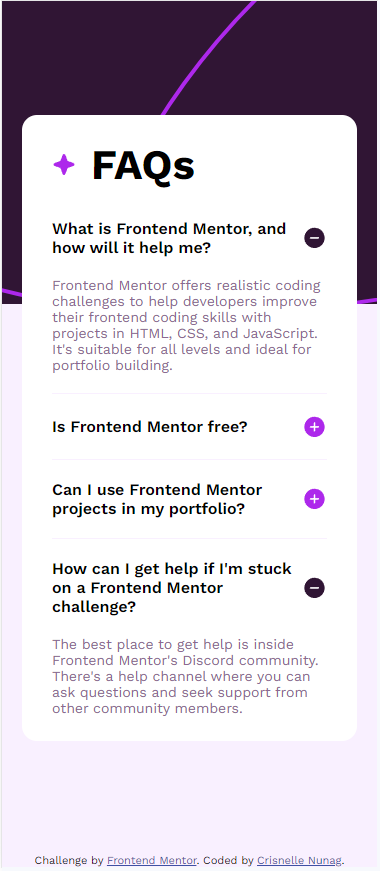 FAQs
What is Frontend Mentor, and
how will it help me?
Frontend Mentor offers realistic coding
challenges to help developers improve
their frontend coding skills with
projects in HTML, CSS, and JavaScript.
It's suitable for all levels and ideal for
portfolio building.
Is Frontend Mentor free?
Can I use Frontend Mentor
projects in my portfolio?
How can I get help if I'm stuck
on a Frontend Mentor
challenge?
The best place to get help is inside
Frontend Mentor's Discord community.
There's a help channel where you can
ask questions and seek support from
other community members.
Challenge by Frontend Mentor. Coded by Crisnelle Nunag.